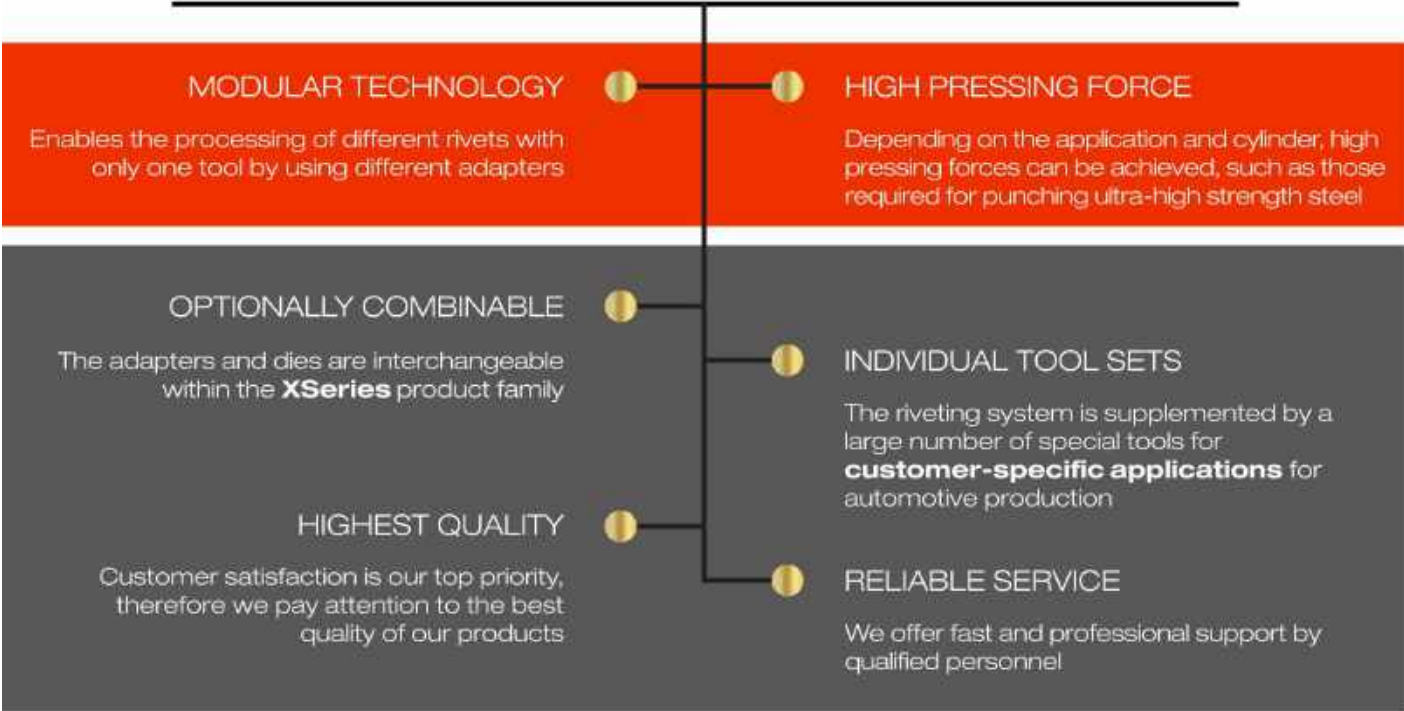 MODULAR TECHNOLOGY
Enables the processing of different rivets with
only one tool by using different adapters
HIGH PRESSING FORCE
Depending on the application and cylinder, high
pressing forces can be achieved, such as those
required for punching ultra-high strength steel
OPTIONALLY COMBINABLE
The adapters and dies are interchangeable
within the XSeries product family
INDIVIDUAL TOOL SETS
The riveting system is supplemented by a
large number of special tools for
customer-specific applications for
automotive production
HIGHEST QUALITY
Customer satisfaction is our top priority,
therefore we pay attention to the best
quality of our products
RELIABLE SERVICE
We offer fast and professional support by
qualified personnel